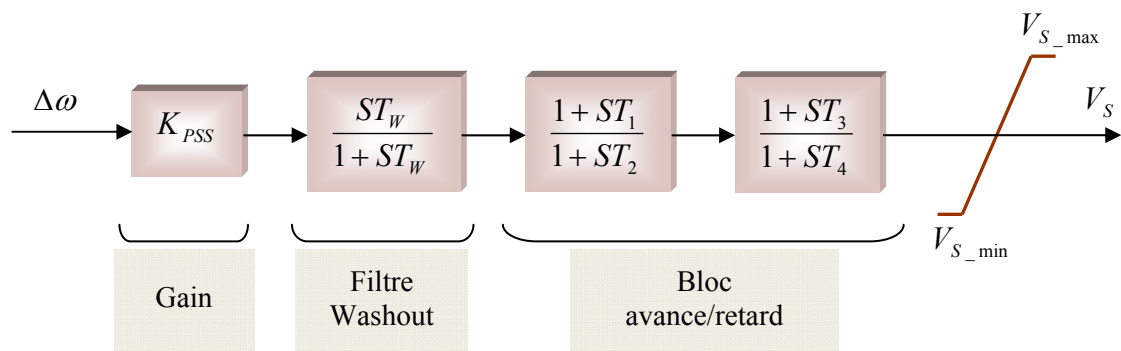 Δω
K_PSS
ST_W
1 + ST_W
1 + ST_1
1 + ST_2
1 + ST_3
1 + ST_4
V_S_max
V_S
V_S_min
Gain
Filtre
Washout
Bloc
avance/retard